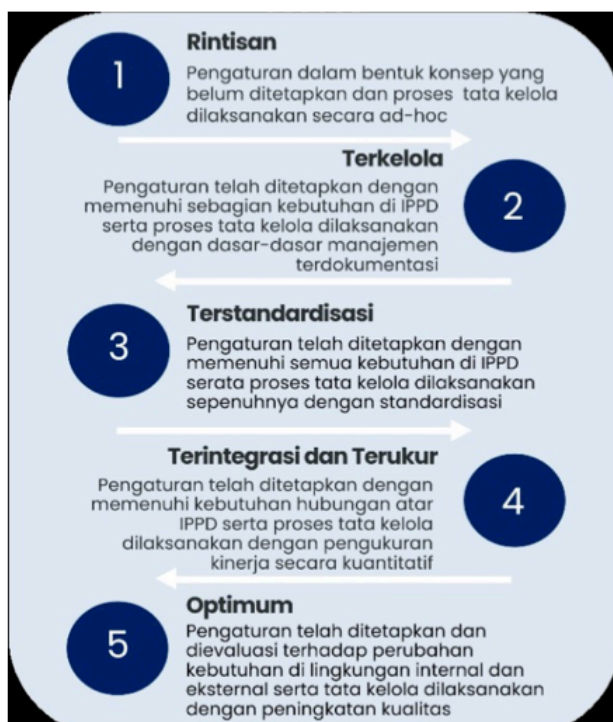 1
Rintisan
Pengaturan dalam bentuk konsep yang
belum ditetapkan dan proses tata kelola
dilaksanakan secara ad-hoc
Terkelola
2
Pengaturan telah ditetapkan dengan
memenuhi sebagian kebutuhan di IPPD
serta proses tata kelola dilaksanakan
dengan dasar-dasar manajemen
terdokumentasi
3
Terstandardisasi
Pengaturan telah ditetapkan dengan
memenuhi semua kebutuhan di IPPD
serata proses tata kelola dilaksanakan
sepenuhnya dengan standardisasi
Terintegrasi dan Terukur
4
Pengaturan telah ditetapkan dengan
memenuhi kebutuhan hubungan atar
IPPD serta proses tata kelola
dilaksanakan dengan pengukuran
kinerja secara kuantitatif
5
Optimum
Pengaturan telah ditetapkan dan
dievaluasi terhadap perubahan
kebutuhan di lingkungan internal dan
eksternal serta tata kelola dilaksanakan
dengan peningkatan kualitas